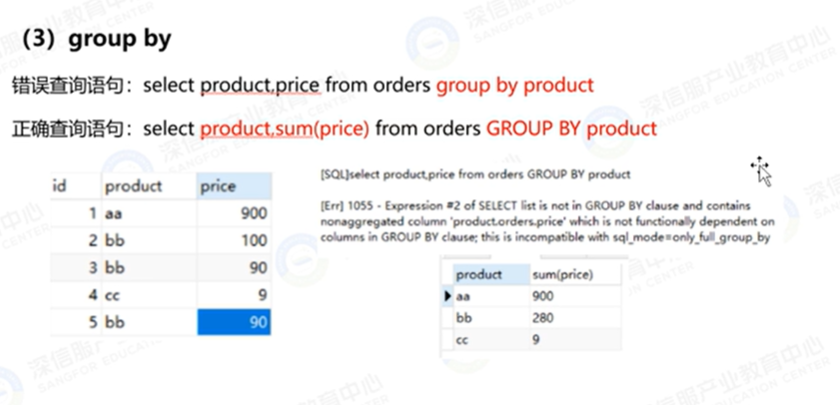 （3）group by
错误查询语句：select product,price from orders group by product
正确查询语句：select product,sum(price) from orders GROUP BY product
id product price
1 aa 900
2 bb 100
3 bb 90
4 cc 9
5 bb 90
[SQL]select product,price from orders GROUP BY product
[Err] 1055 - Expression #2 of SELECT list is not in GROUP BY clause and contains
nonaggregated column 'product.orders.price' which is not functionally dependent on
columns in GROUP BY clause; this is incompatible with sql_mode=only_full_group_by
product sum(price)
aa 900
bb 280
cc 9
深信服产业教育中心
SANGFOR EDUCATION CENTER